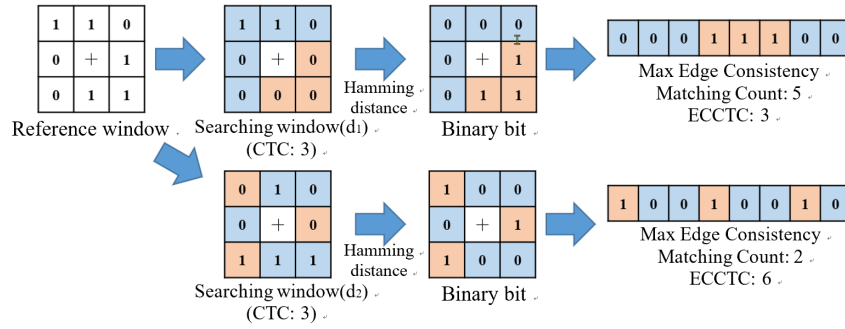 1 1 0
0 + 1
0 1 1
Reference window
1 1 0
0 + 0
0 0 0
Searching window(d1)
(CTC: 3)
Hamming
distance
0 0 0
0 + 1
0 1 1
Binary bit
0 0 0 1 1 1 0 0
Max Edge Consistency
Matching Count: 5
ECCTC: 3
0 1 0
0 + 0
1 1 1
Searching window(d2)
(CTC: 3)
Hamming
distance
1 0 0
0 + 1
1 0 0
Binary bit
1 0 0 1 0 0 1 0
Max Edge Consistency
Matching Count: 2
ECCTC: 6